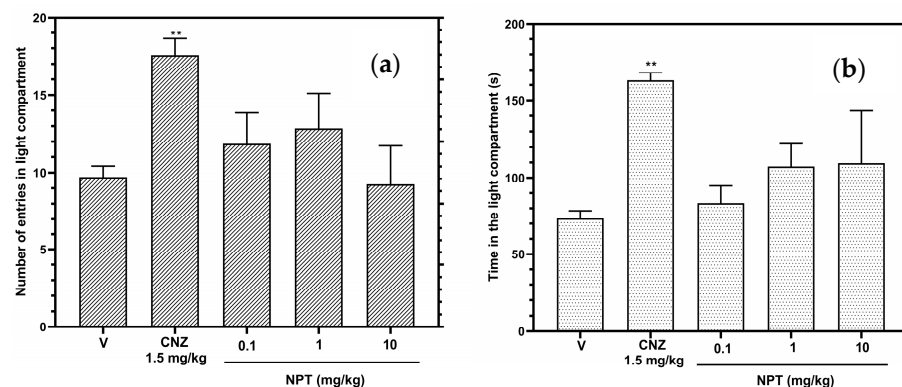 20
15
10
5
0
Number of entries in light compartment
**
(a)
V
CNZ
1.5 mg/kg
0.1
1
10
NPT (mg/kg)
200
150
100
50
0
Time in the light compartment (s)
**
(b)
V
CNZ
1.5 mg/kg
0.1
1
10
NPT (mg/kg)